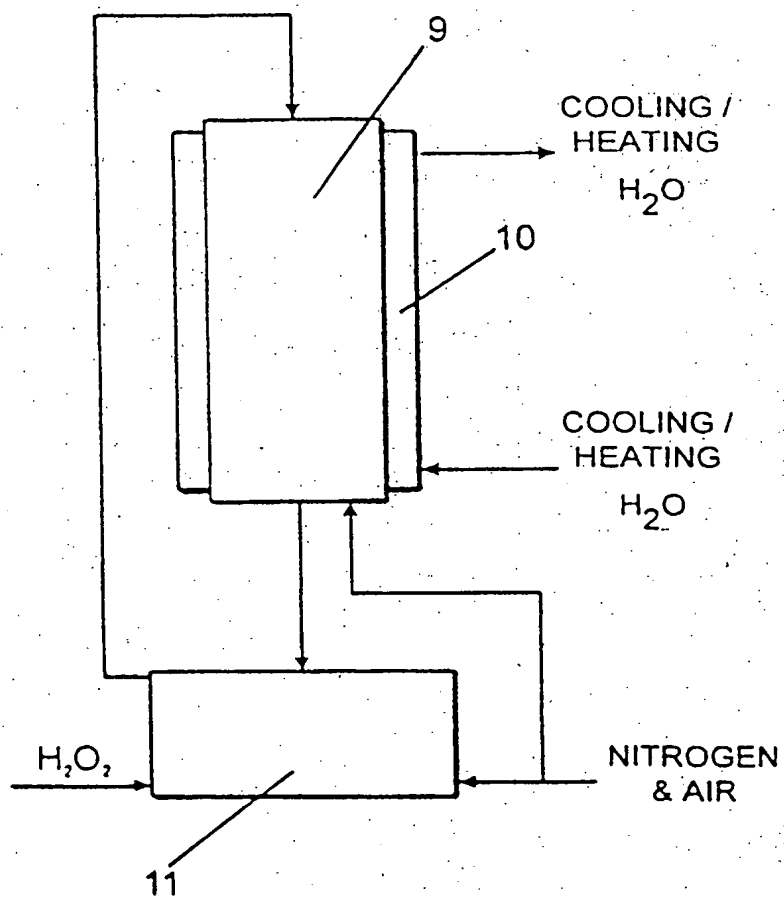 9
COOLING /
HEATING
H₂O
10
COOLING /
HEATING
H₂O
H₂O₂
NITROGEN
& AIR
11